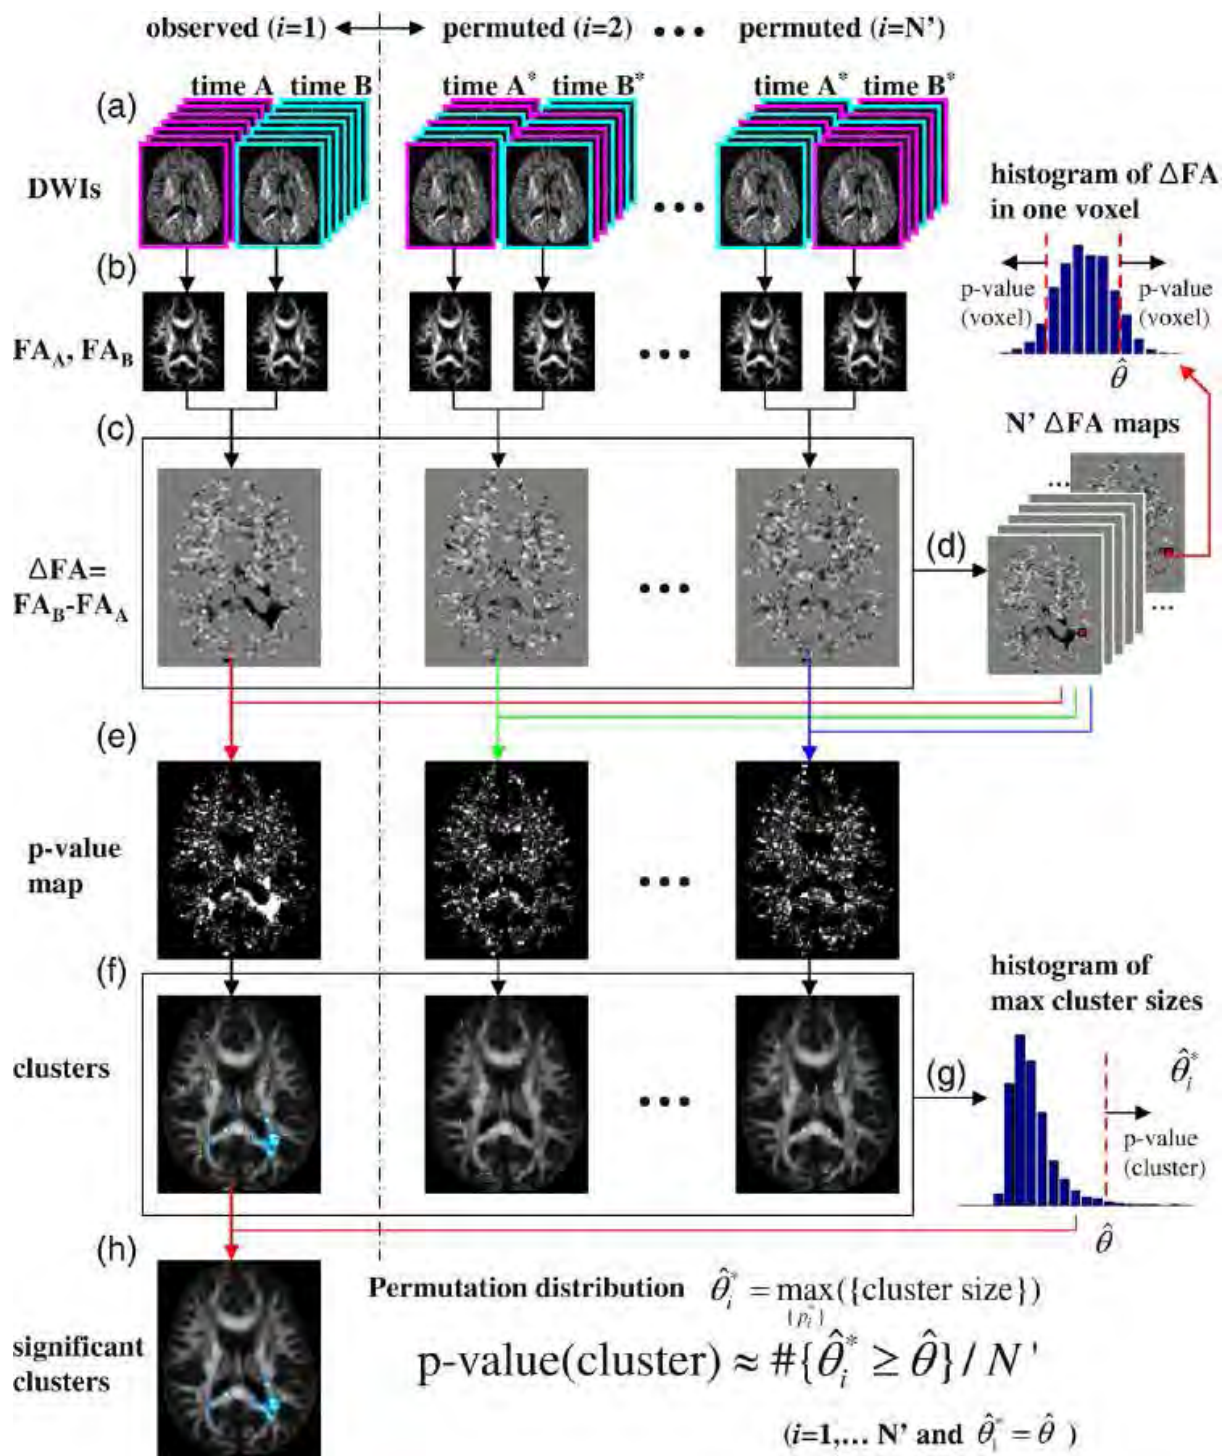 observed (i=1)
permuted (i=2)
permuted (i=N')
(a)
time A
time B
time A*
time B*
time A*
time B*
DWIs
histogram of ΔFA
in one voxel
(b)
p-value
(voxel)
p-value
(voxel)
FA_A, FA_B
θ̂
(c)
N' ΔFA maps
...
(d)
ΔFA=
FA_B-FA_A
...
(e)
p-value
map
(f)
histogram of
max cluster sizes
clusters
(g)
θ̂*_i
p-value
(cluster)
θ̂
(h)
Permutation distribution θ̂*_i = max({cluster size})
{p*_i}
significant
clusters
p-value(cluster) ≈ #{θ̂*_i ≥ θ̂} / N'
(i=1,... N' and θ̂*_1 = θ̂ )